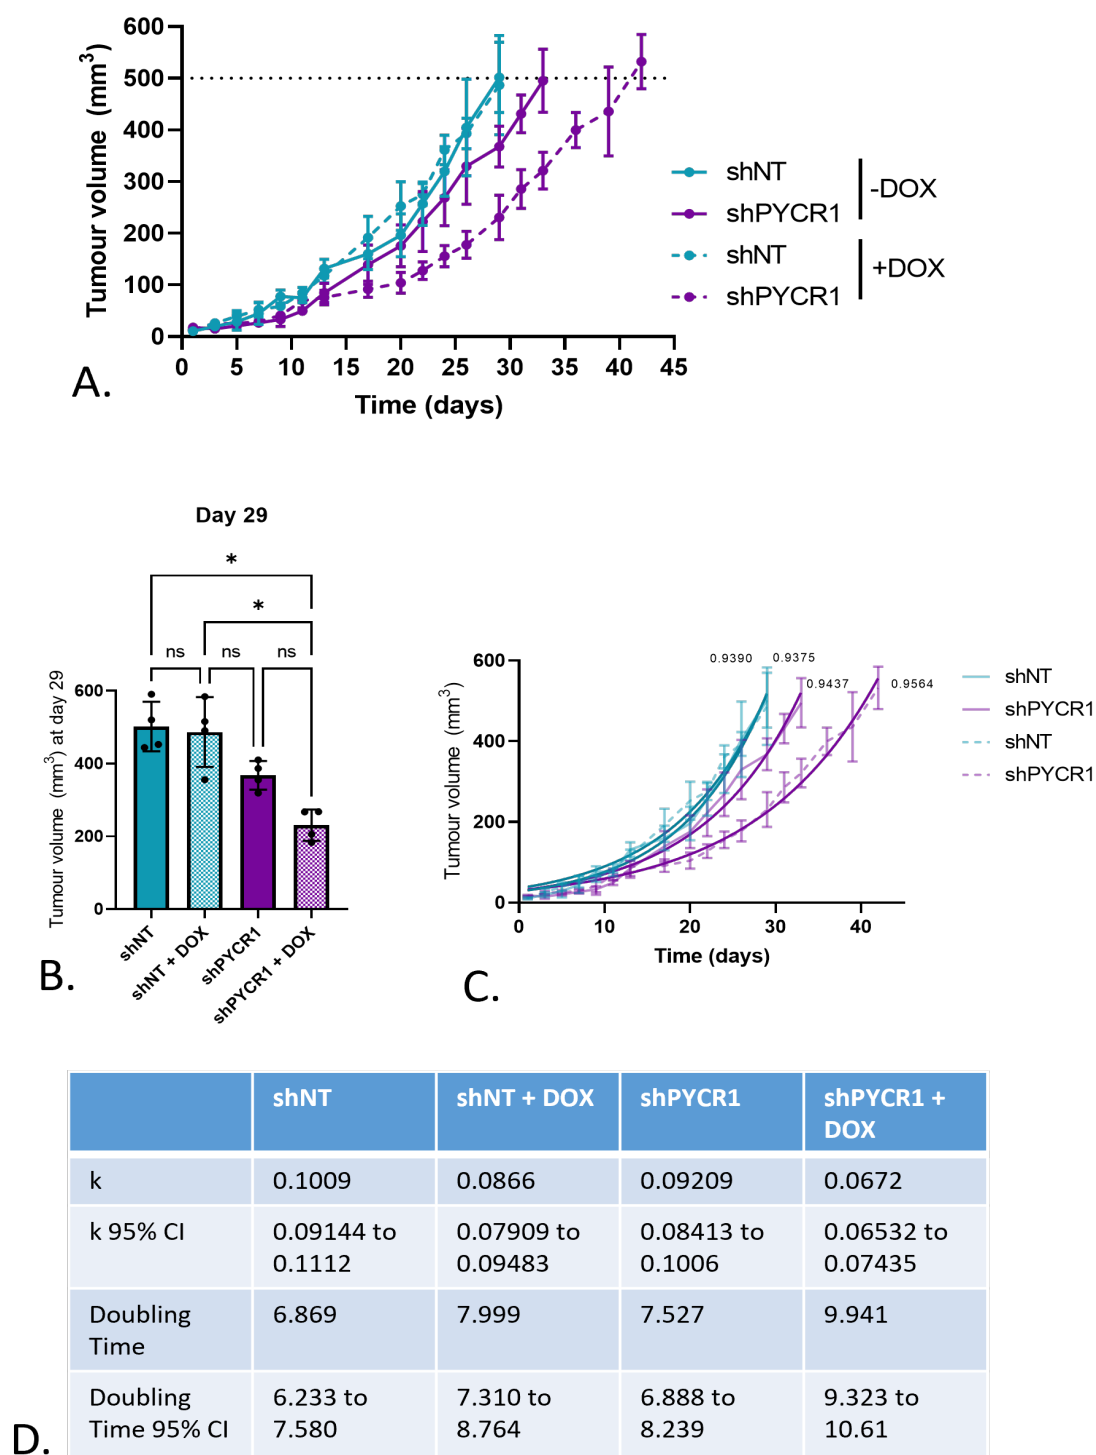 600
500
400
300
200
100
0
Tumour volume (mm³)
0 5 10 15 20 25 30 35 40 45
Time (days)
shNT
shPYCR1
-DOX
shNT
shPYCR1
+DOX
A.
Day 29
*
*
ns ns ns
600
400
200
0
Tumour volume (mm³) at day 29
shNT
shNT + DOX
shPYCR1
shPYCR1 + DOX
B.
0.9390 0.9375
0.9437 0.9564
600
400
200
0
Tumour volume (mm³)
0 10 20 30 40
Time (days)
shNT
shPYCR1
shNT
shPYCR1
C.
shNT shNT + DOX shPYCR1 shPYCR1 +
DOX
k 0.1009 0.0866 0.09209 0.0672
k 95% CI 0.09144 to 0.07909 to 0.08413 to 0.06532 to
0.1112 0.09483 0.1006 0.07435
Doubling 6.869 7.999 7.527 9.941
Time
Doubling 6.233 to 7.310 to 6.888 to 9.323 to
Time 95% CI 7.580 8.764 8.239 10.61
D.